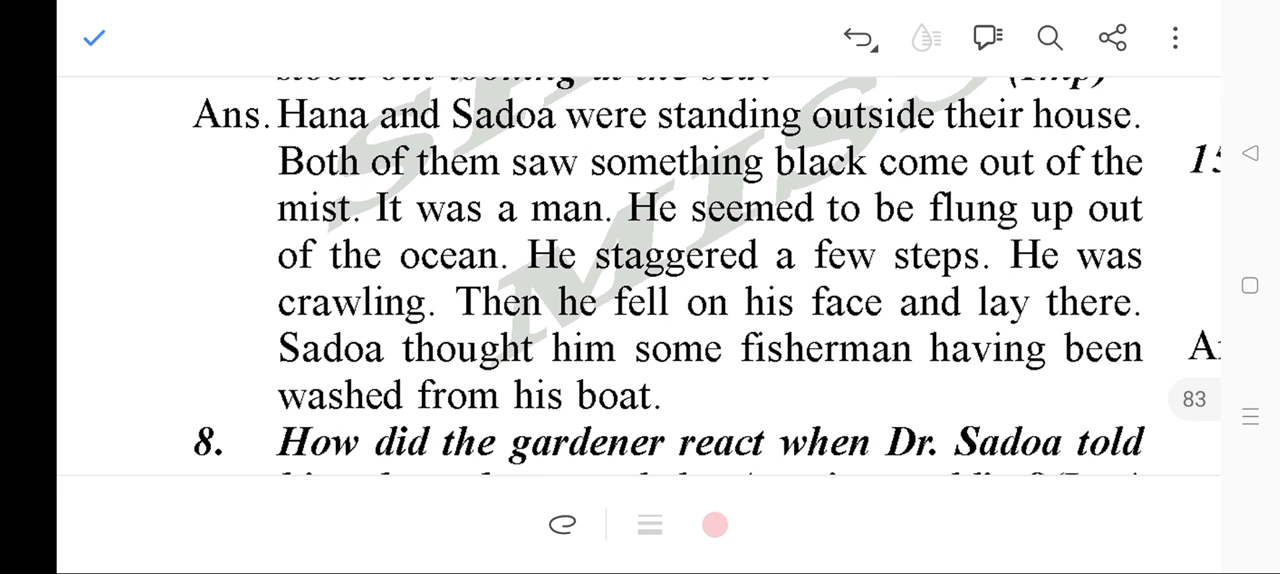 (Imp)
Ans. Hana and Sadoa were standing outside their house.
Both of them saw something black come out of the
mist. It was a man. He seemed to be flung up out
of the ocean. He staggered a few steps. He was
crawling. Then he fell on his face and lay there.
Sadoa thought him some fisherman having been
washed from his boat.
8. How did the gardener react when Dr. Sadoa told
83